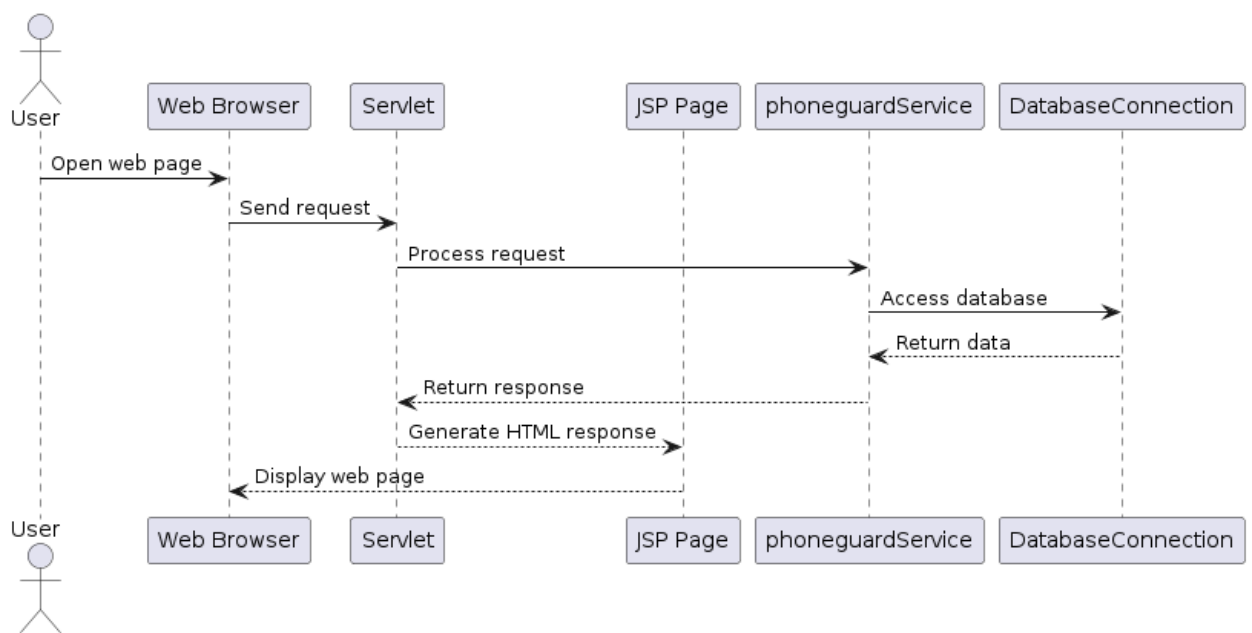 User
Web Browser
Servlet
JSP Page
phoneguardService
DatabaseConnection
Open web page
Send request
Process request
Access database
Return data
Return response
Generate HTML response
Display web page
User
Web Browser
Servlet
JSP Page
phoneguardService
DatabaseConnection